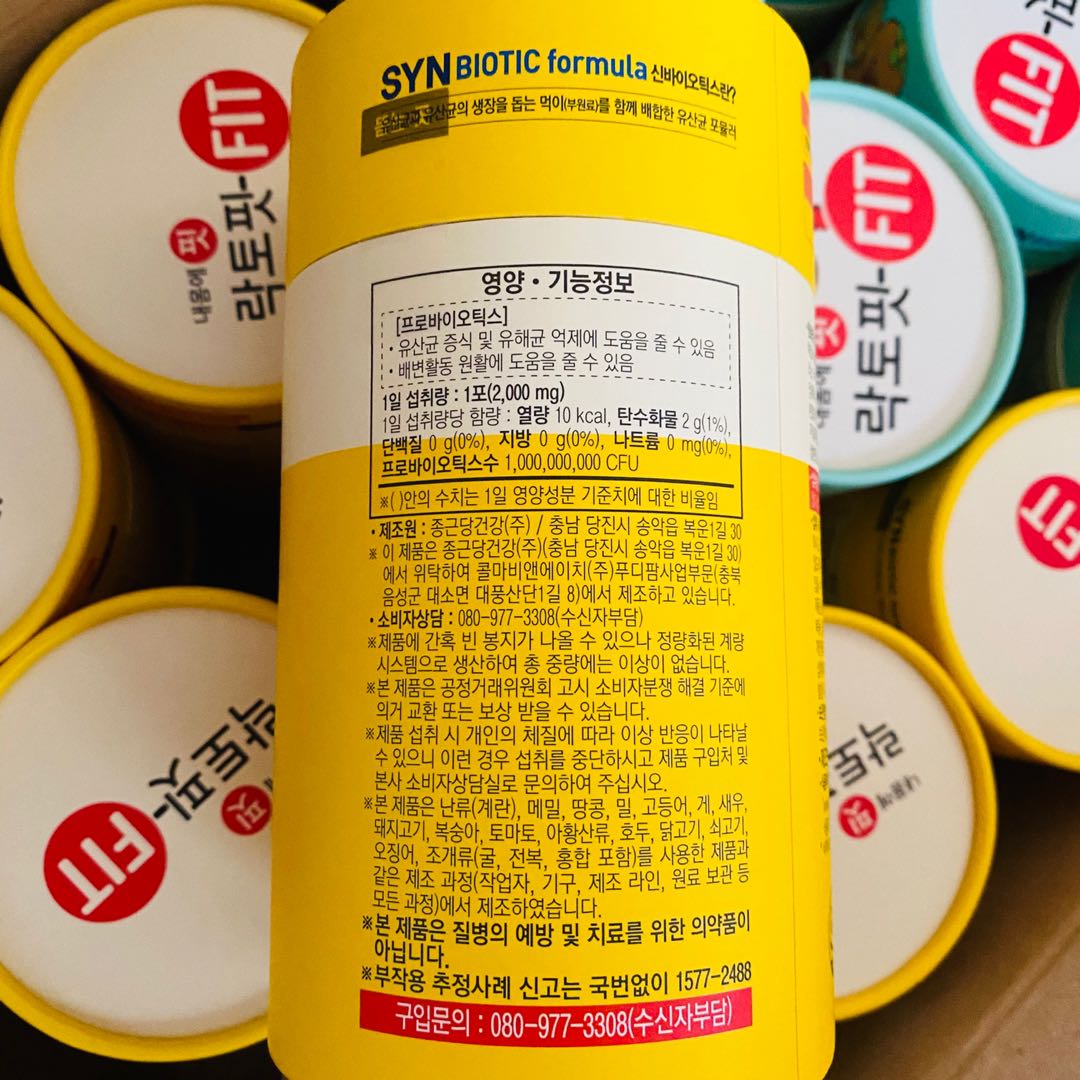 SYNBIOTIC formula 신바이오틱스란?
유산균과 유산균의 생장을 돕는 먹이(부원료)를 함께 배합한 유산균 포뮬러
영양·기능정보
[프로바이오틱스]
· 유산균 증식 및 유해균 억제에 도움을 줄 수 있음
· 배변활동 원활에 도움을 줄 수 있음
1일 섭취량 : 1포(2,000 mg)
1일 섭취량당 함량 : 열량 10 kcal, 탄수화물 2 g(1%),
단백질 0 g(0%), 지방 0 g(0%), 나트륨 0 mg(0%),
프로바이오틱스수 1,000,000,000 CFU
※( )안의 수치는 1일 영양성분 기준치에 대한 비율임
· 제조원 : 종근당건강(주) / 충남 당진시 송악읍 복운1길 30
※ 이 제품은 종근당건강(주)(충남 당진시 송악읍 복운1길 30)
에서 위탁하여 콜마비앤에이치(주)푸디팜사업부문(충북
음성군 대소면 대풍산단1길 8)에서 제조하고 있습니다.
· 소비자상담 : 080-977-3308(수신자부담)
※제품에 간혹 빈 봉지가 나올 수 있으나 정량화된 계량
시스템으로 생산하여 총 중량에는 이상이 없습니다.
※본 제품은 공정거래위원회 고시 소비자분쟁 해결 기준에
의거 교환 또는 보상 받을 수 있습니다.
※제품 섭취 시 개인의 체질에 따라 이상 반응이 나타날
수 있으니 이런 경우 섭취를 중단하시고 제품 구입처 및
본사 소비자상담실로 문의하여 주십시오.
※본 제품은 난류(계란), 메밀, 땅콩, 밀, 고등어, 게, 새우,
돼지고기, 복숭아, 토마토, 아황산류, 호두, 닭고기, 쇠고기,
오징어, 조개류(굴, 전복, 홍합 포함)를 사용한 제품과
같은 제조 과정(작업자, 기구, 제조 라인, 원료 보관 등
모든 과정)에서 제조하였습니다.
※본 제품은 질병의 예방 및 치료를 위한 의약품이
아닙니다.
※부작용 추정사례 신고는 국번없이 1577-2488
구입문의 : 080-977-3308(수신자부담)
내몸에 핏
락토핏-FIT
내몸에 핏
락토핏-FIT
FIT
FIT
핏-FIT
락토핏
내몸에 핏